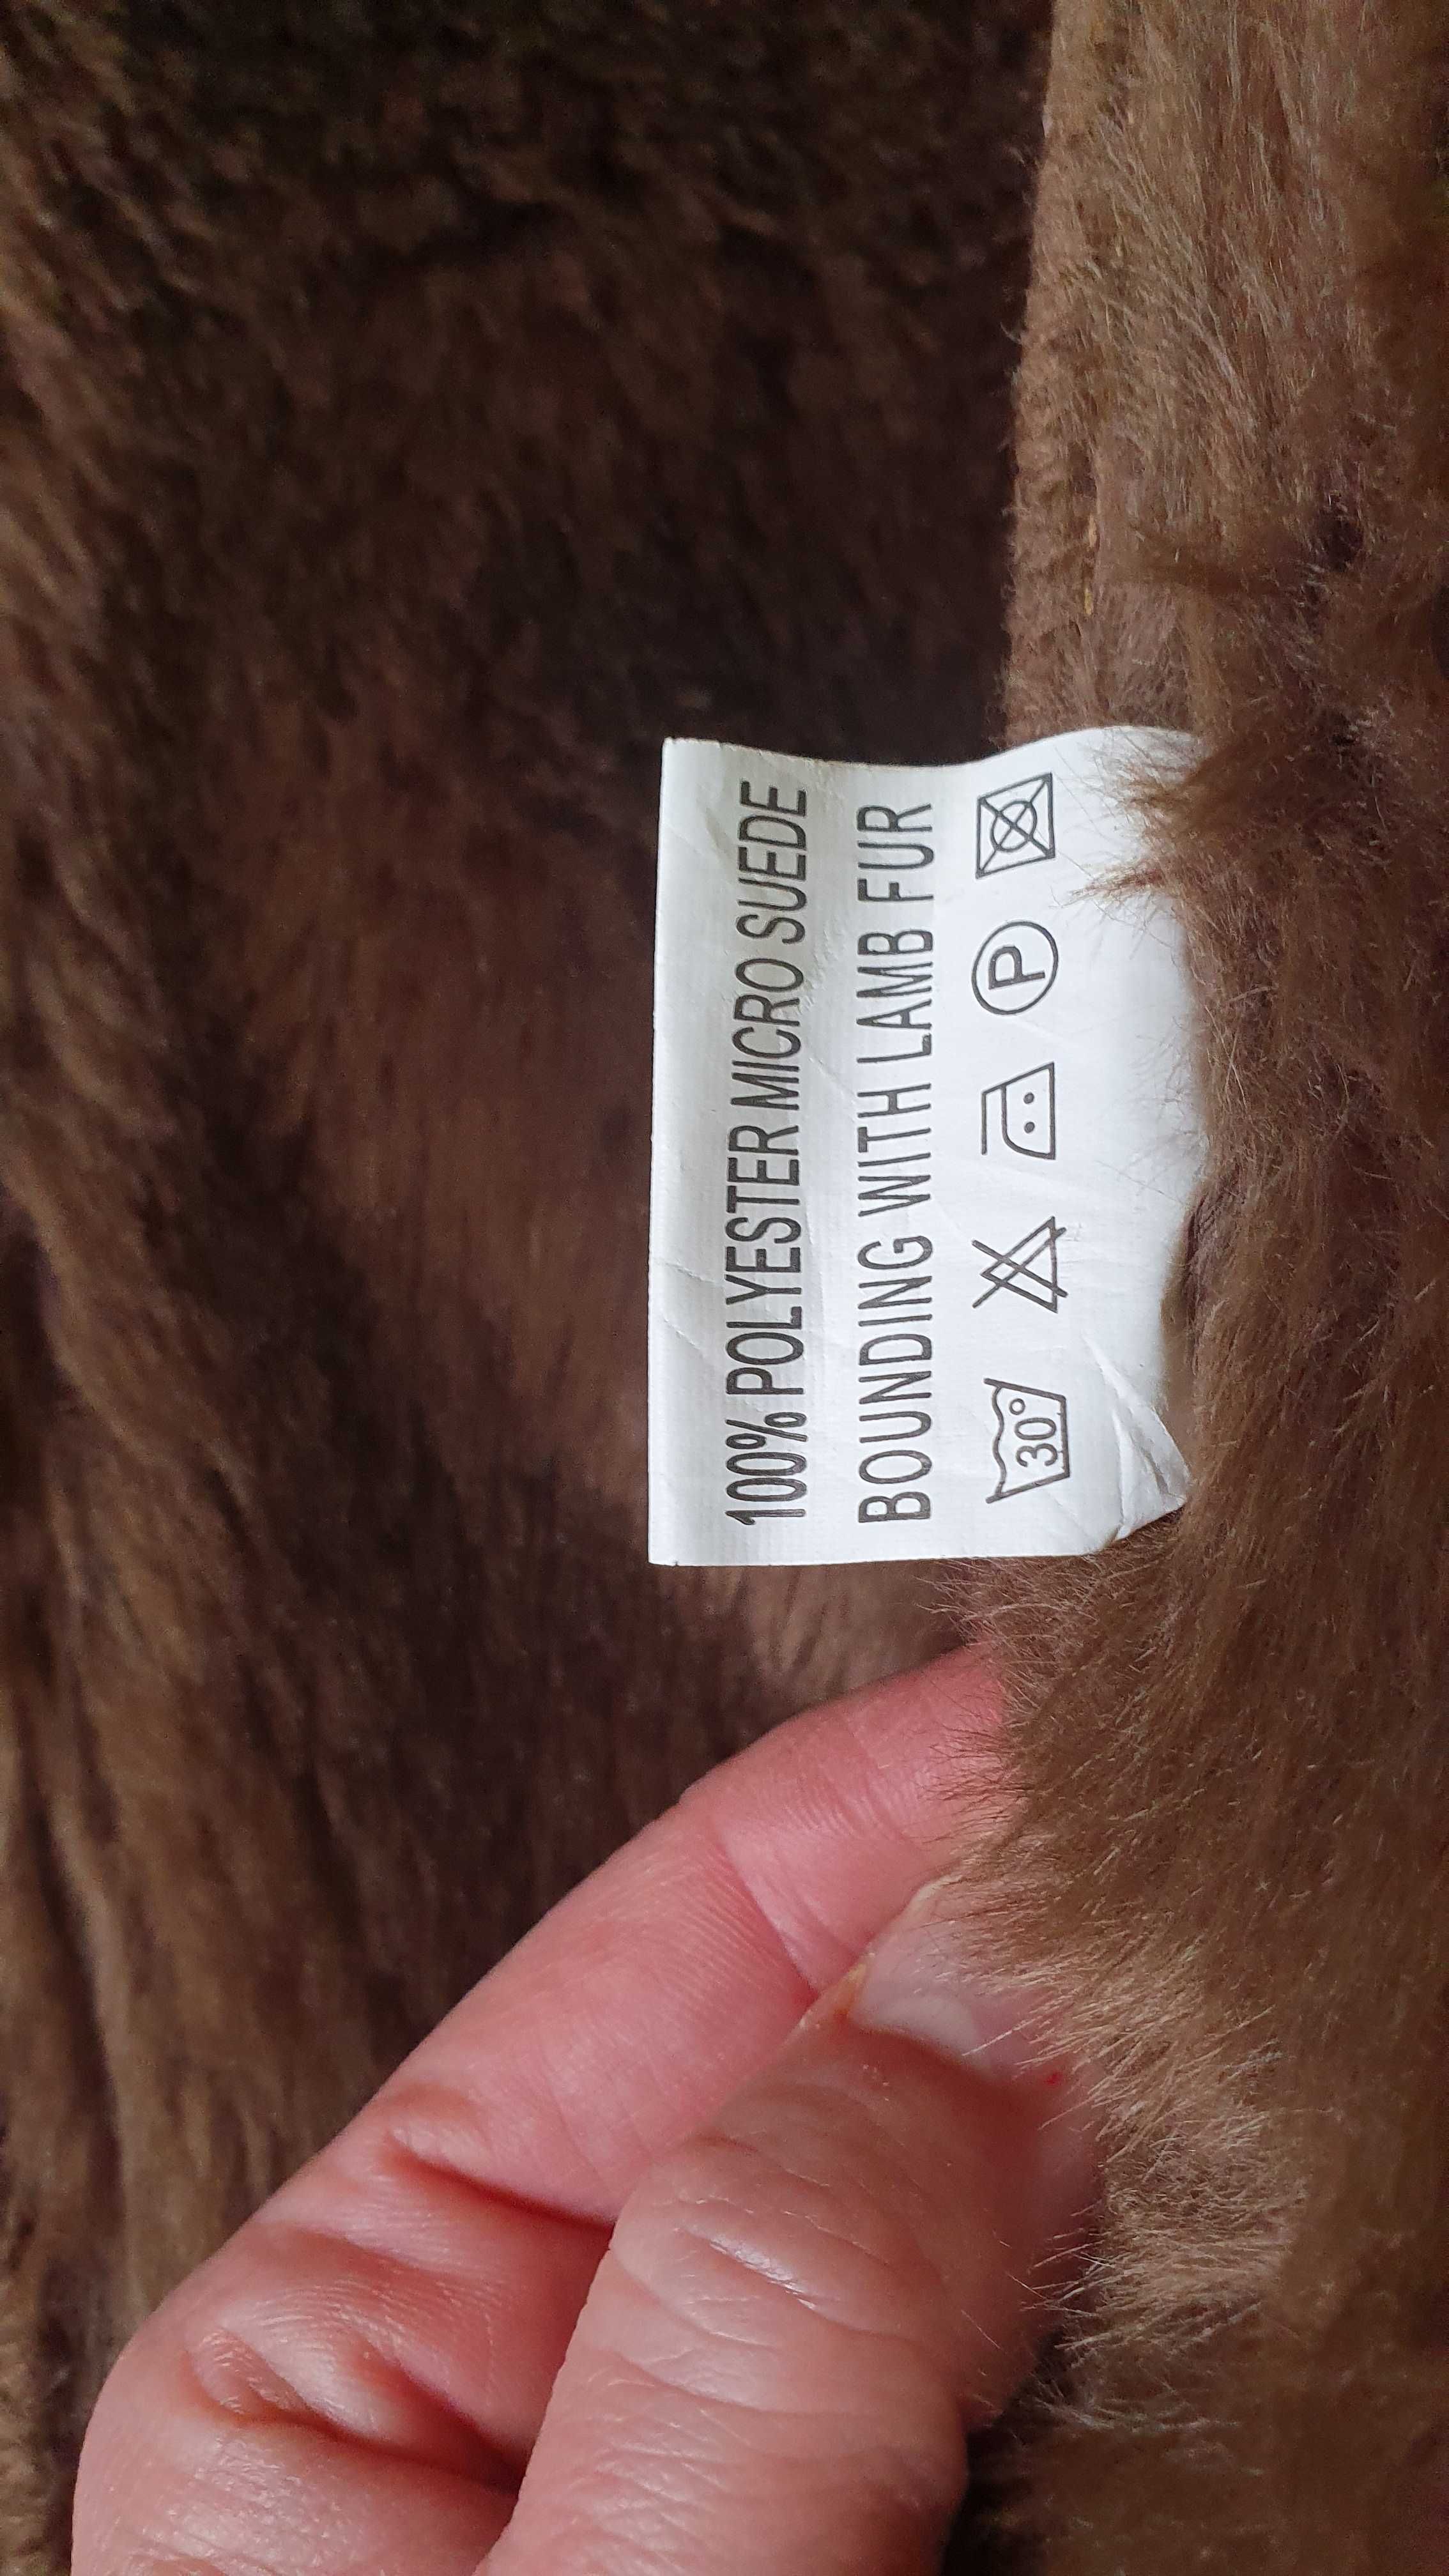 100% POLYESTER MICRO SUEDE
BOUNDING WITH LAMB FUR
30° P